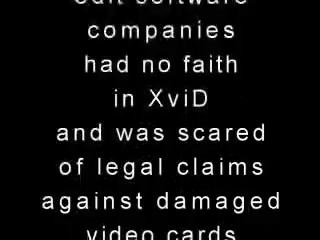 edit software
companies
had no faith
in XviD
and was scared
of legal claims
against damaged
video cards